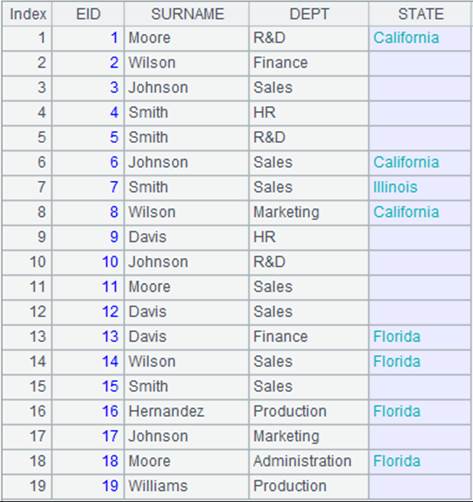 Index EID SURNAME DEPT STATE
1 1 Moore R&D California
2 2 Wilson Finance
3 3 Johnson Sales
4 4 Smith HR
5 5 Smith R&D
6 6 Johnson Sales California
7 7 Smith Sales Illinois
8 8 Wilson Marketing California
9 9 Davis HR
10 10 Johnson R&D
11 11 Moore Sales
12 12 Davis Sales
13 13 Davis Finance Florida
14 14 Wilson Sales Florida
15 15 Smith Sales
16 16 Hernandez Production Florida
17 17 Johnson Marketing
18 18 Moore Administration Florida
19 19 Williams Production